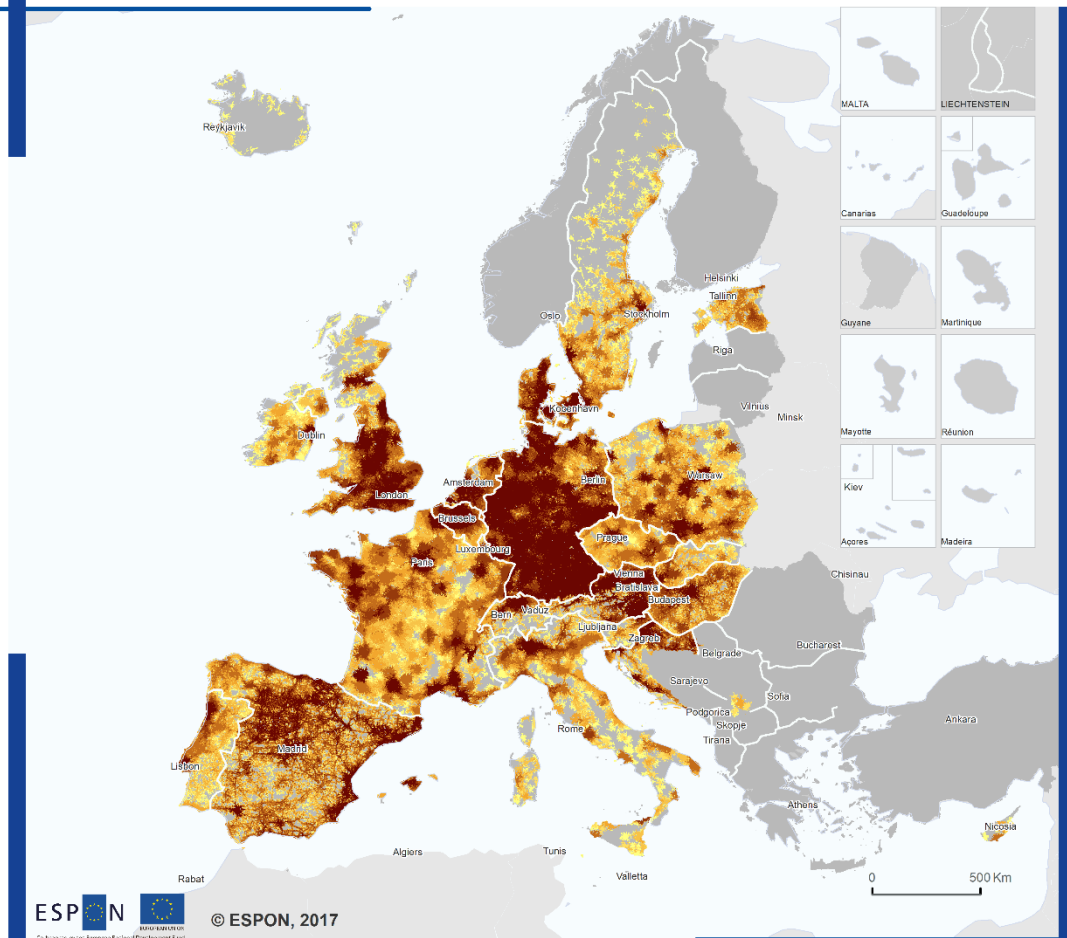 MALTA
LIECHTENSTEIN
Reykjavik
Canarias
Guadeloupe
Helsinki
Tallinn
Oslo
Stockholm
Guyane
Martinique
Riga
Vilnius
Minsk
København
Mayotte
Réunion
Dublin
Amsterdam
Berlin
Warsaw
London
Brussels
Kiev
Prague
Luxembourg
Paris
Açores
Madeira
Vienna
Bratislava
Chisinau
Budapest
Vaduz
Bern
Ljubljana
Zagreb
Belgrade
Bucharest
Sarajevo
Sofia
Podgorica
Skopje
Ankara
Rome
Tirana
Madrid
Lisbon
Athens
Nicosia
Algiers
Tunis
Valletta
Rabat
0 500 Km
ESPON
EUROPEAN UNION
© ESPON, 2017